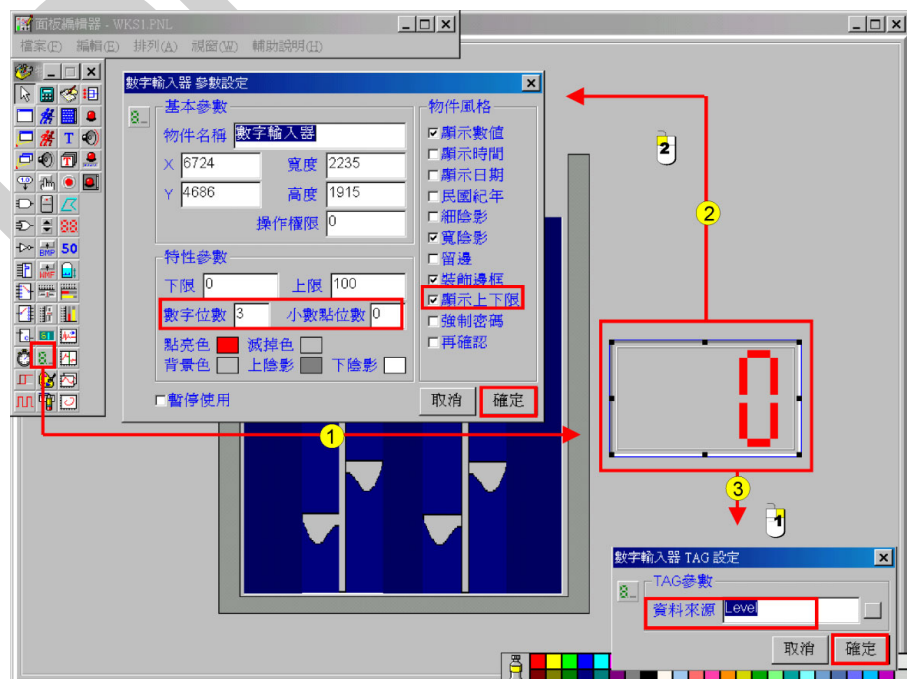 面板編輯器 - WKS1.PNL
檔案(F) 編輯(E) 排列(A) 視窗(W) 輔助說明(H)
數字輸入器 參數設定
基本參數
物件名稱 數字輸入器
X 6724 寬度 2235
Y 4686 高度 1915
操作權限 0
特性參數
下限 0 上限 100
數字位數 3 小數點位數 0
點亮色 滅掉色
背景色 上陰影 下陰影
暫停使用
取消 確定
物件風格
顯示數值
顯示時間
顯示日期
民國紀年
細陰影
寬陰影
留邊
裝飾邊框
顯示上下限
強制密碼
再確認
T
88
BMP 50
NMF
8_
1
2
2
0
3
1
數字輸入器 TAG 設定
TAG參數
資料來源 Level
取消 確定